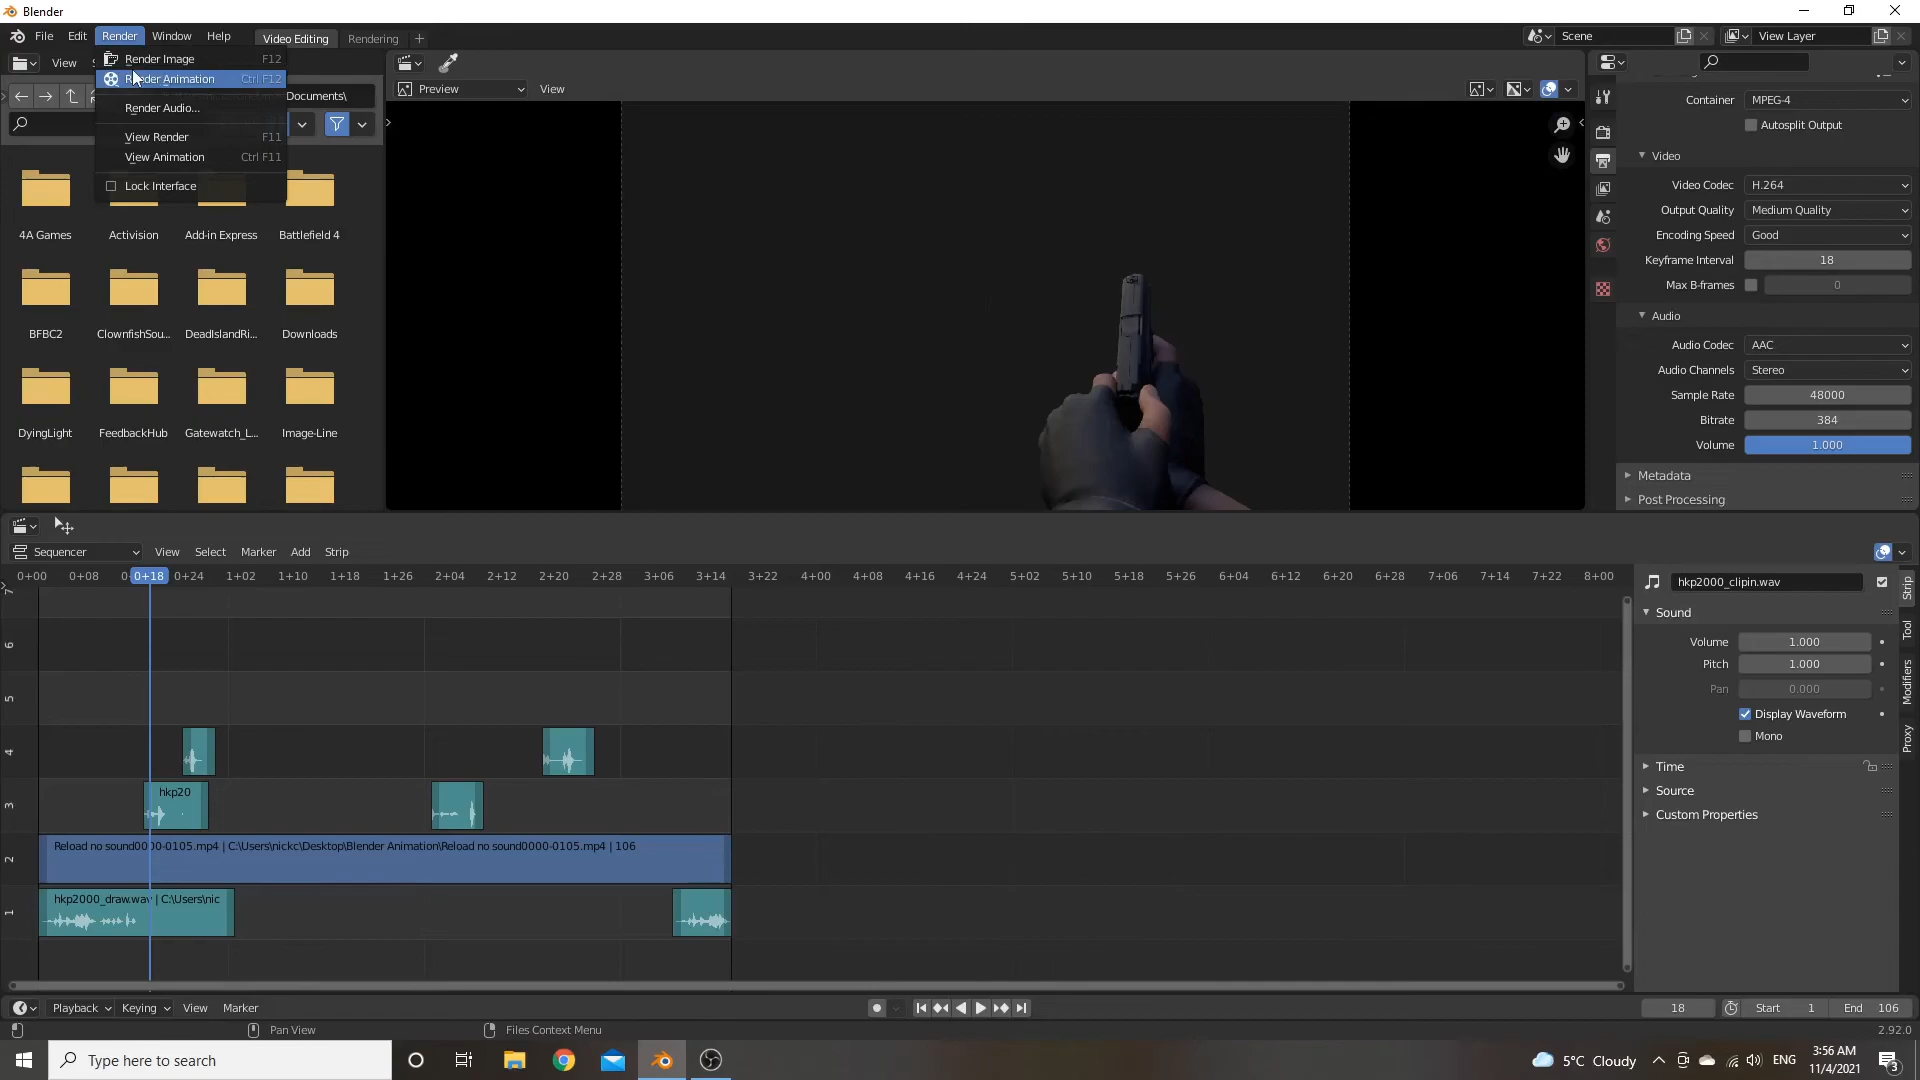 Blender
File Edit Render Window Help
Video Editing Rendering
Scene
View Layer
Render Image F12
Render Animation Ctrl F12
Render Audio...
View Render F11
View Animation Ctrl F11
Lock Interface
View
Documents\
4A Games
Activision
Add-in Express
Battlefield 4
BFBC2
ClownfishSou...
DeadIslandRi...
Downloads
DyingLight
FeedbackHub
Gatewatch_L...
Image-Line
Preview
View
Container MPEG-4
Autosplit Output
Video
Video Codec H.264
Output Quality Medium Quality
Encoding Speed Good
Keyframe Interval 18
Max B-frames 0
Audio
Audio Codec AAC
Audio Channels Stereo
Sample Rate 48000
Bitrate 384
Volume 1.000
Metadata
Post Processing
Sequencer View Select Marker Add Strip
0+00 0+08 0+18 0+24 1+02 1+10 1+18 1+26 2+04 2+12 2+20 2+28 3+06 3+14 3+22 4+00 4+08 4+16 4+24 5+02 5+10 5+18 5+26 6+04 6+12 6+20 6+28 7+06 7+14 7+22 8+00
7
6
5
4
3
hkp20
2
Reload no sound0000-0105.mp4 | C:\Users\nickc\Desktop\Blender Animation\Reload no sound0000-0105.mp4 | 106
1
hkp2000_draw.wav | C:\Users\nic
hkp2000_clipin.wav
Sound
Volume 1.000
Pitch 1.000
Pan 0.000
Display Waveform
Mono
Time
Source
Custom Properties
Strip
Tool
Modifiers
Proxy
Playback Keying View Marker
18 Start 1 End 106
Pan View
Files Context Menu
2.92.0
Type here to search
5°C Cloudy
ENG
3:56 AM
11/4/2021
3